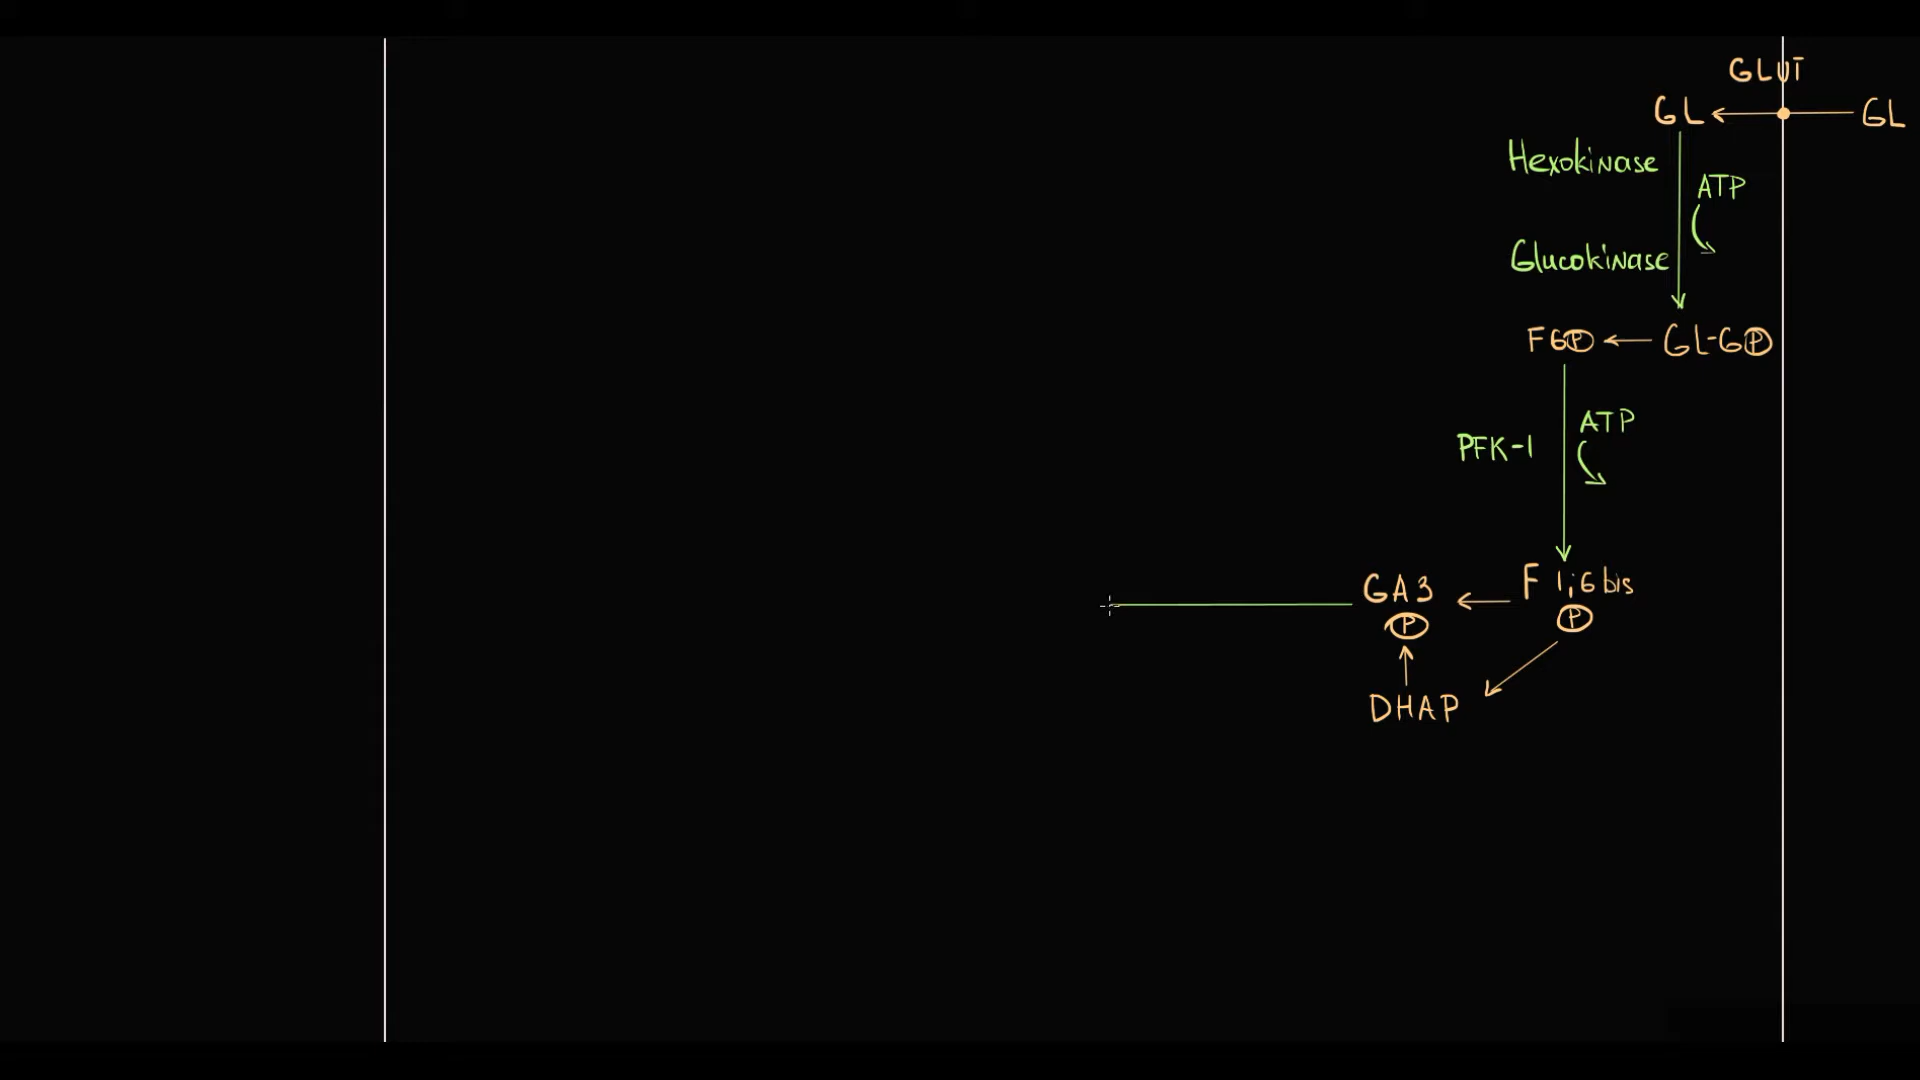 GLUT
GL ← GL
Hexokinase
ATP
Glucokinase
F6P ← GL-6P
PFK-1
ATP
GA3 ← F 1,6 bis
P P
DHAP